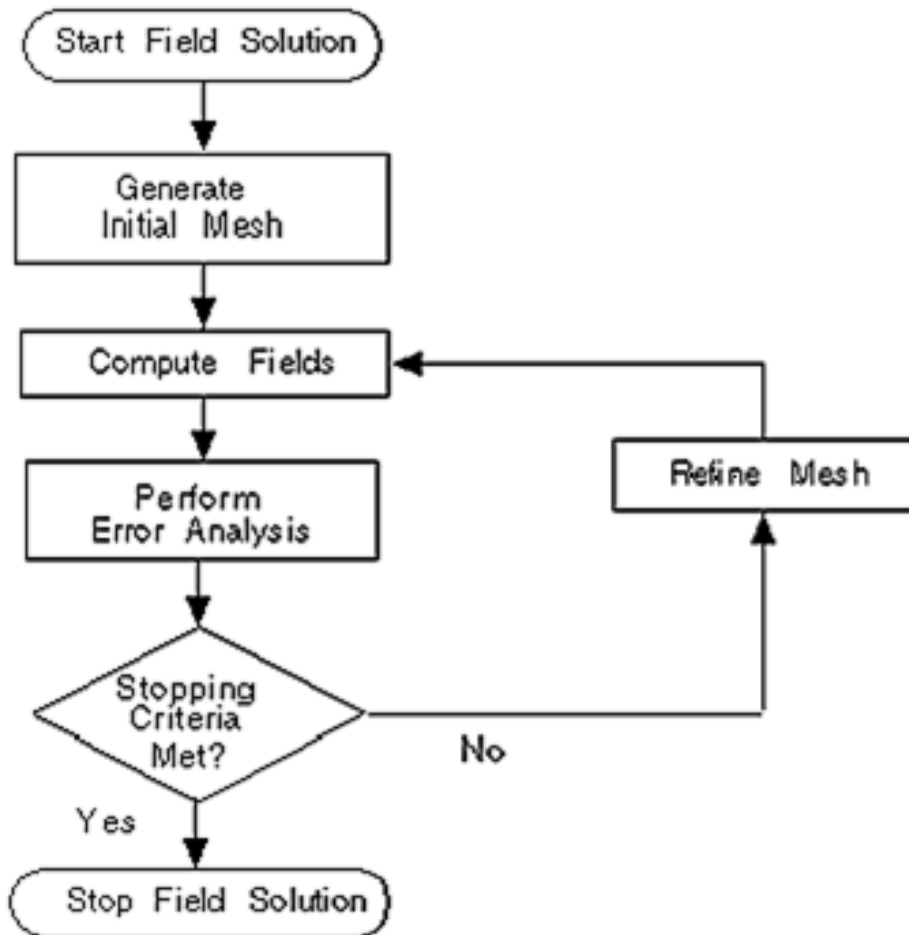 Start Field Solution
Generate
Initial Mesh
Compute Fields
Refine Mesh
Perform
Error Analysis
Stopping
Criteria
Met?
No
Yes
Stop Field Solution